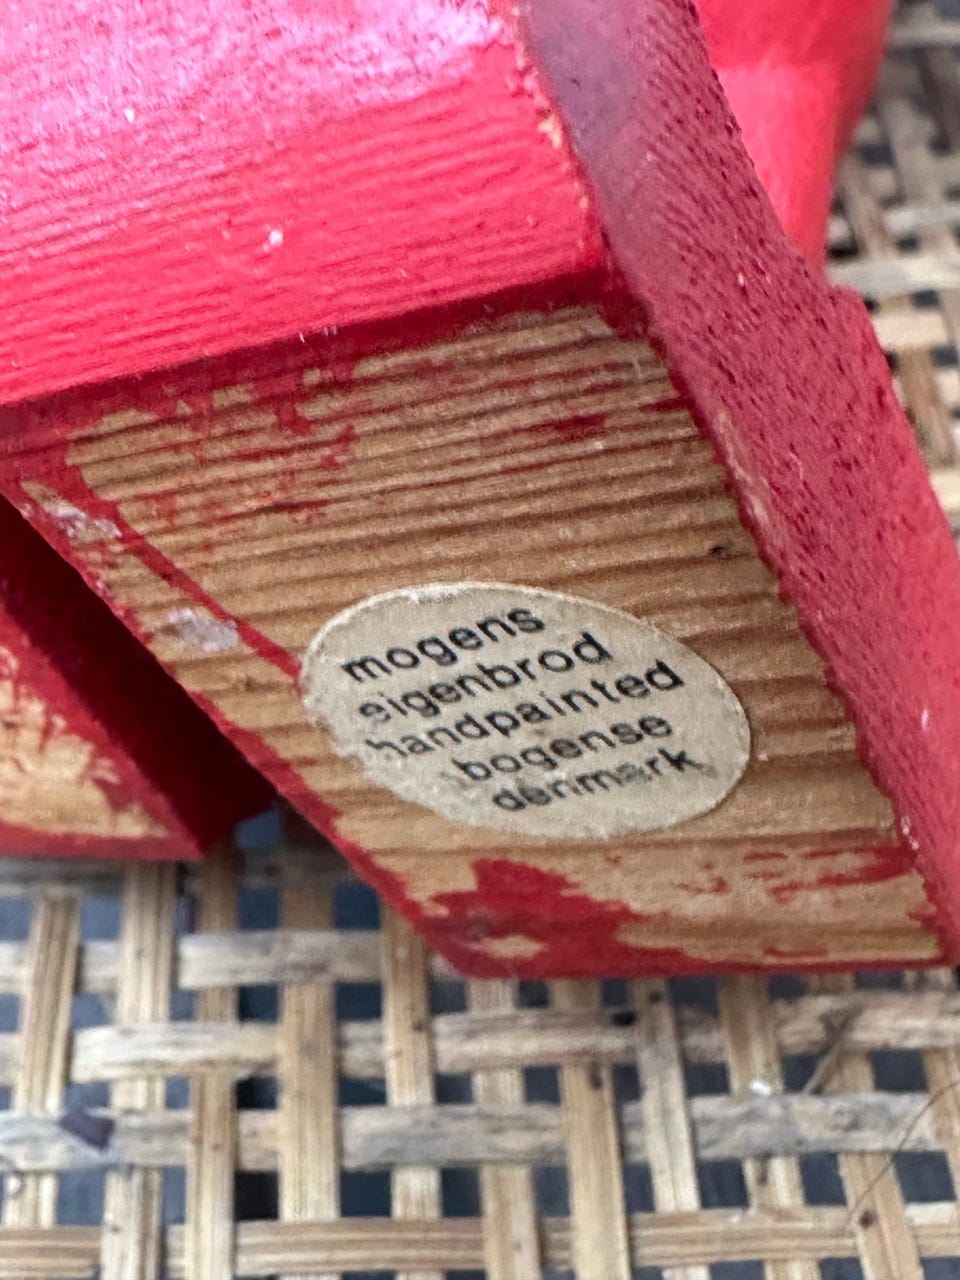 mogens
eigenbrod
handpainted
bogense
denmark